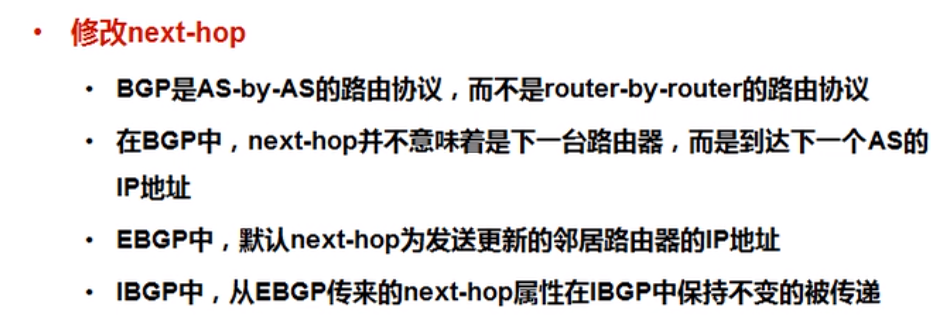 • 修改next-hop
• BGP是AS-by-AS的路由协议，而不是router-by-router的路由协议
• 在BGP中，next-hop并不意味着是下一台路由器，而是到达下一个AS的
IP地址
• EBGP中，默认next-hop为发送更新的邻居路由器的IP地址
• IBGP中，从EBGP传来的next-hop属性在IBGP中保持不变的被传递